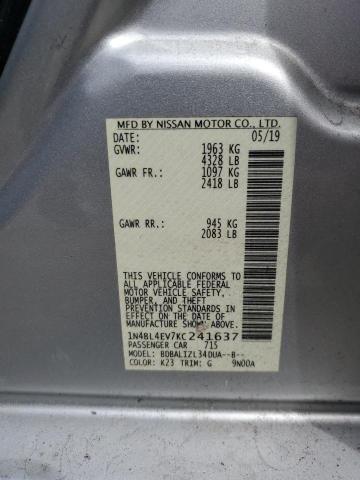 MFD BY NISSAN MOTOR CO., LTD.
DATE: 05/19
GVWR: 1963 KG
4328 LB
GAWR FR.: 1097 KG
2418 LB
GAWR RR.: 945 KG
2083 LB
THIS VEHICLE CONFORMS TO
ALL APPLICABLE FEDERAL
MOTOR VEHICLE SAFETY,
BUMPER, AND THEFT
PREVENTION STANDARDS
IN EFFECT ON THE DATE OF
MANUFACTURE SHOWN ABOVE.
1N4BL4EV7KC241637
PASSENGER CAR 715
MODEL: BDBALIZL34DUA--B--
COLOR: K23 TRIM: G 9N00A